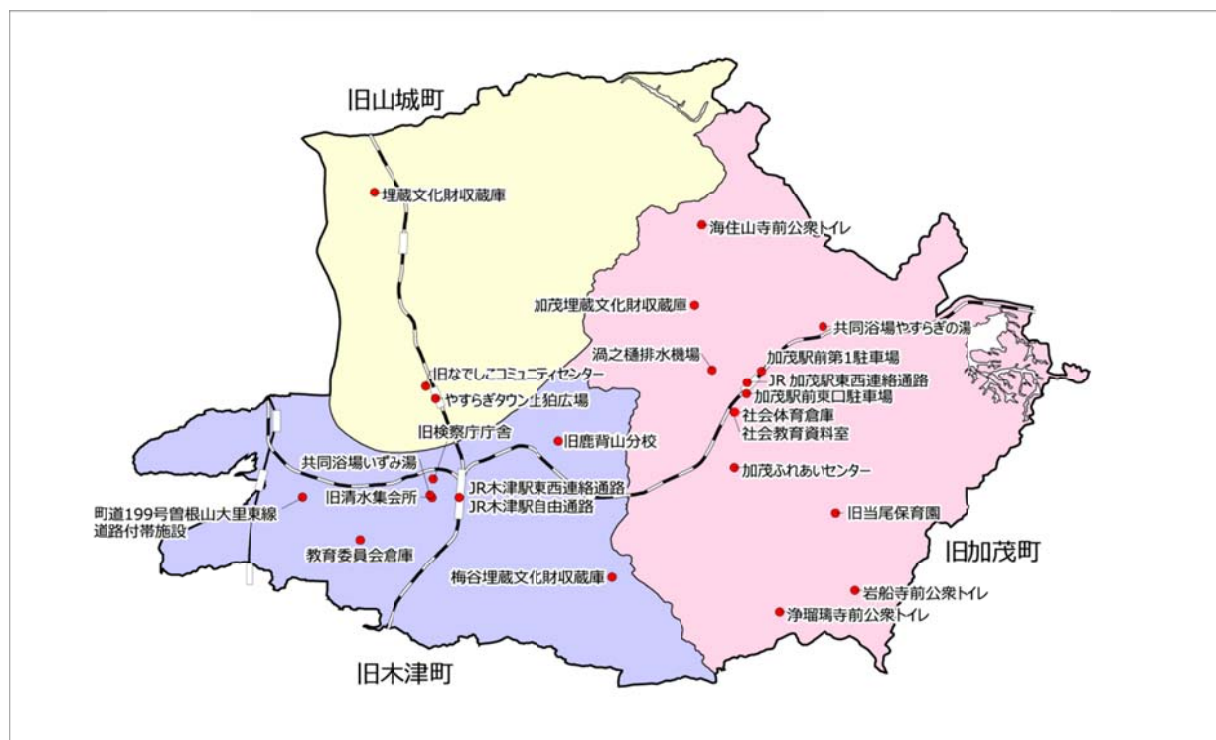 旧山城町
埋蔵文化財収蔵庫
海住山寺前公衆トイレ
加茂埋蔵文化財収蔵庫
共同浴場やすらぎの湯
渦之樋排水機場
加茂駅前第1駐車場
旧なでしこコミュニティセンター
JR 加茂駅東西連絡通路
やすらぎタウン上狛広場
加茂駅前東口駐車場
社会体育倉庫
社会教育資料室
旧検察庁庁舎
旧鹿背山分校
共同浴場いずみ湯
加茂ふれあいセンター
JR木津駅東西連絡通路
旧清水集会所
JR木津駅自由通路
町道199号曽根山大里東線
道路付帯施設
旧当尾保育園
教育委員会倉庫
旧加茂町
梅谷埋蔵文化財収蔵庫
岩船寺前公衆トイレ
浄瑠璃寺前公衆トイレ
旧木津町